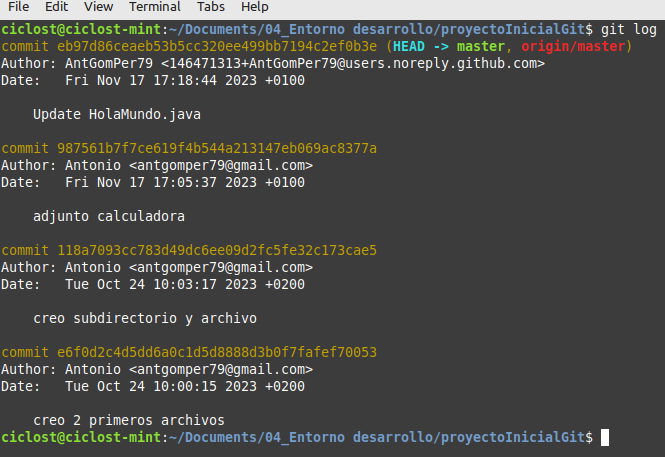 File Edit View Terminal Tabs Help
ciclost@ciclost-mint:~/Documents/04_Entorno desarrollo/proyectoInicialGit$ git log
commit eb97d86ceaeb53b5cc320ee499bb7194c2ef0b3e (HEAD -> master, origin/master)
Author: AntGomPer79 <146471313+AntGomPer79@users.noreply.github.com>
Date:   Fri Nov 17 17:18:44 2023 +0100
    Update HolaMundo.java
commit 987561b7f7ce619f4b544a213147eb069ac8377a
Author: Antonio <antgomper79@gmail.com>
Date:   Fri Nov 17 17:05:37 2023 +0100
    adjunto calculadora
commit 118a7093cc783d49dc6ee09d2fc5fe32c173cae5
Author: Antonio <antgomper79@gmail.com>
Date:   Tue Oct 24 10:03:17 2023 +0200
    creo subdirectorio y archivo
commit e6f0d2c4d5dd6a0c1d5d8888d3b0f7fafef70053
Author: Antonio <antgomper79@gmail.com>
Date:   Tue Oct 24 10:00:15 2023 +0200
    creo 2 primeros archivos
ciclost@ciclost-mint:~/Documents/04_Entorno desarrollo/proyectoInicialGit$